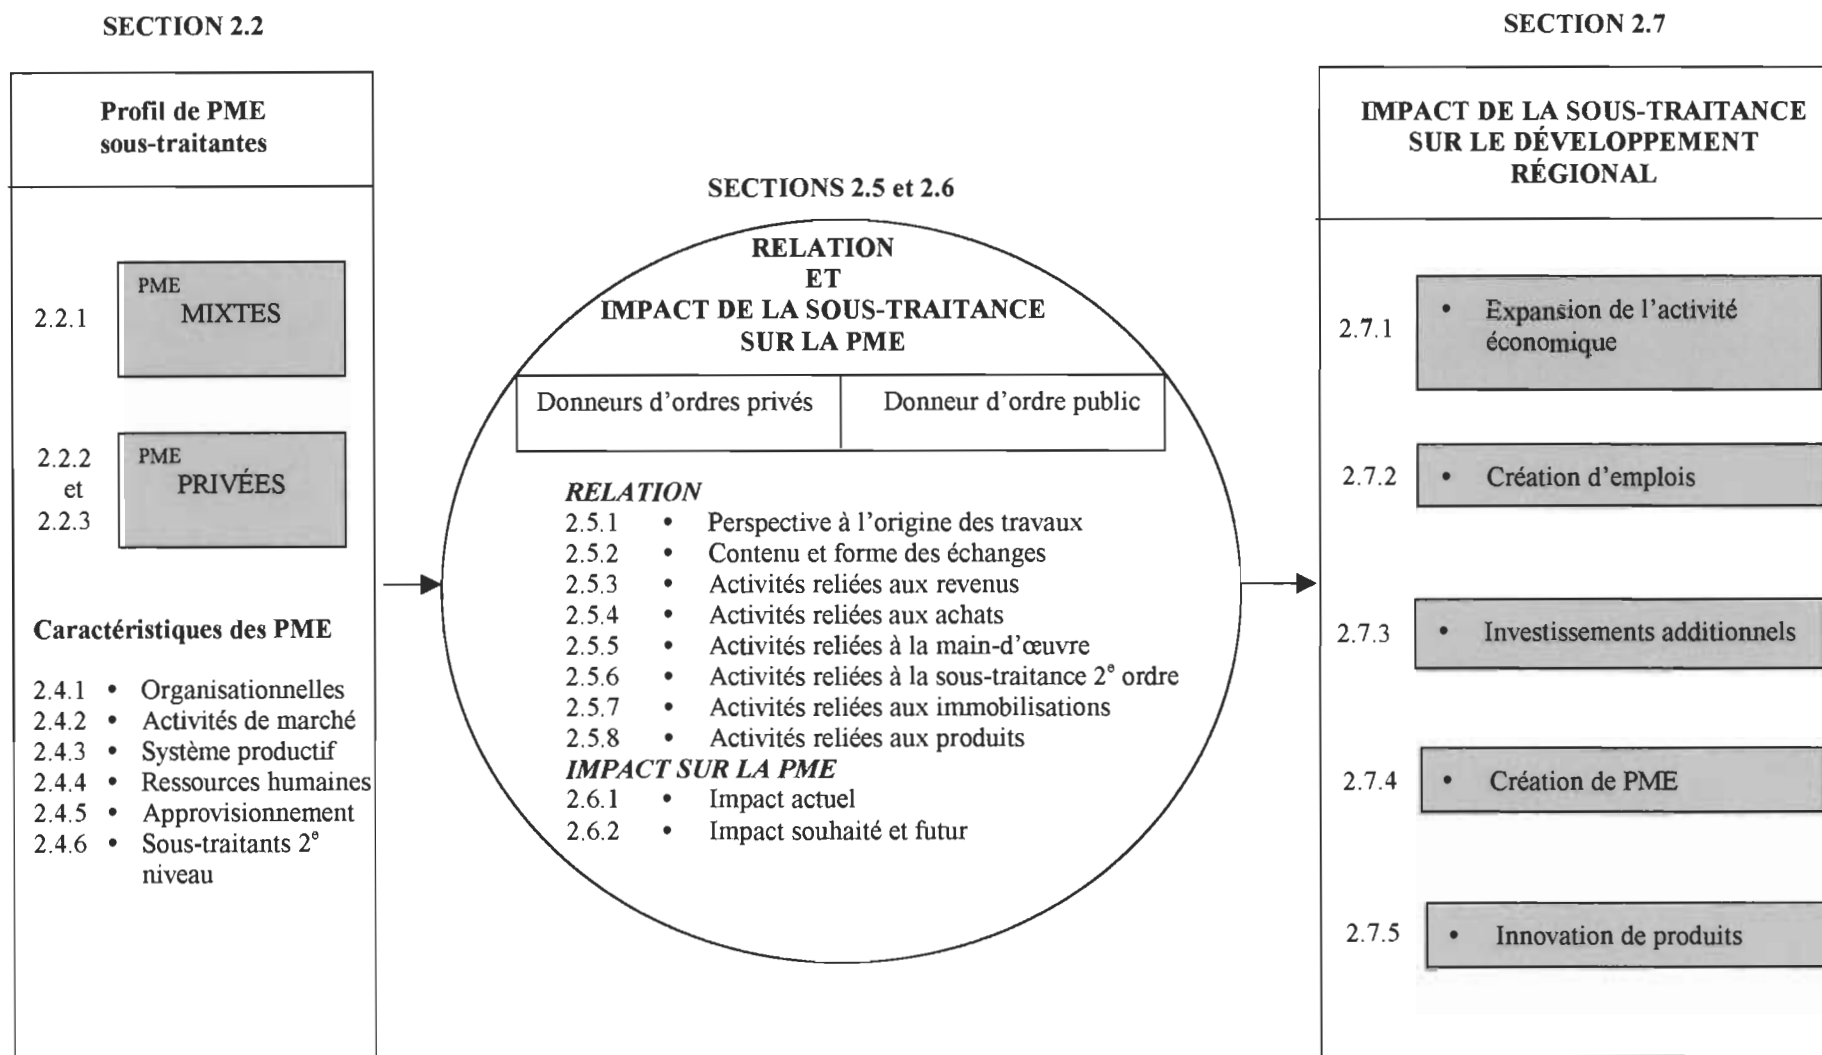 SECTION 2.2
Profil de PME
sous-traitantes
2.2.1
PME
MIXTES
2.2.2
et
2.2.3
PME
PRIVÉES
Caractéristiques des PME
2.4.1 • Organisationnelles
2.4.2 • Activités de marché
2.4.3 • Système productif
2.4.4 • Ressources humaines
2.4.5 • Approvisionnement
2.4.6 • Sous-traitants 2e
niveau
SECTIONS 2.5 et 2.6
RELATION
ET
IMPACT DE LA SOUS-TRAITANCE
SUR LA PME
Donneurs d'ordres privés
Donneur d'ordre public
RELATION
2.5.1 • Perspective à l'origine des travaux
2.5.2 • Contenu et forme des échanges
2.5.3 • Activités reliées aux revenus
2.5.4 • Activités reliées aux achats
2.5.5 • Activités reliées à la main-d'œuvre
2.5.6 • Activités reliées à la sous-traitance 2e ordre
2.5.7 • Activités reliées aux immobilisations
2.5.8 • Activités reliées aux produits
IMPACT SUR LA PME
2.6.1 • Impact actuel
2.6.2 • Impact souhaité et futur
SECTION 2.7
IMPACT DE LA SOUS-TRAITANCE
SUR LE DÉVELOPPEMENT
RÉGIONAL
2.7.1 • Expansion de l'activité
économique
2.7.2 • Création d'emplois
2.7.3 • Investissements additionnels
2.7.4 • Création de PME
2.7.5 • Innovation de produits